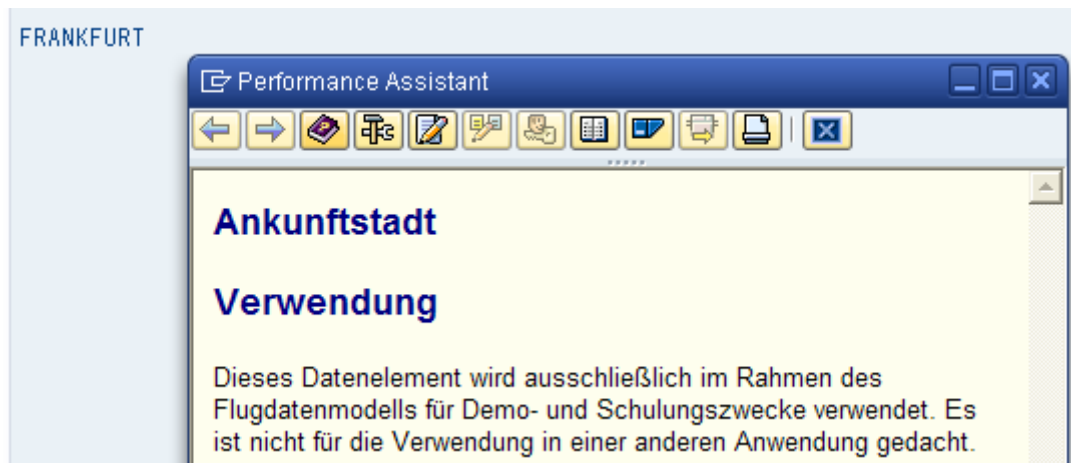 FRANKFURT
Performance Assistant
Ankunftstadt
Verwendung
Dieses Datenelement wird ausschließlich im Rahmen des
Flugdatenmodells für Demo- und Schulungszwecke verwendet. Es
ist nicht für die Verwendung in einer anderen Anwendung gedacht.